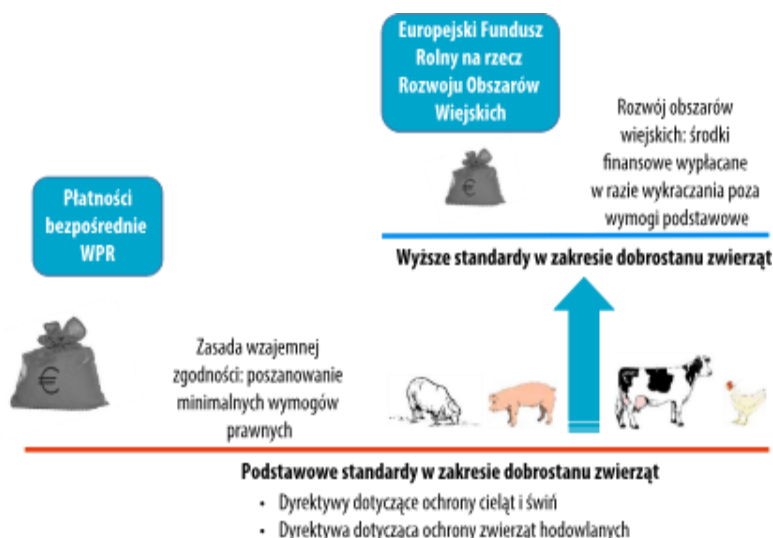 Europejski Fundusz
Rolny na rzecz
Rozwoju Obszarów
Wiejskich
Rozwój obszarów
wiejskich: środki
finansowe wypłacane
w razie wykraczania poza
wymogi podstawowe
Płatności
bezpośrednie
WPR
Wyższe standardy w zakresie dobrostanu zwierząt
€
€
Zasada wzajemnej
zgodności: poszanowanie
minimalnych wymogów
prawnych
Podstawowe standardy w zakresie dobrostanu zwierząt
• Dyrektywy dotyczące ochrony cieląt i świń
• Dyrektywa dotycząca ochrony zwierząt hodowlanych